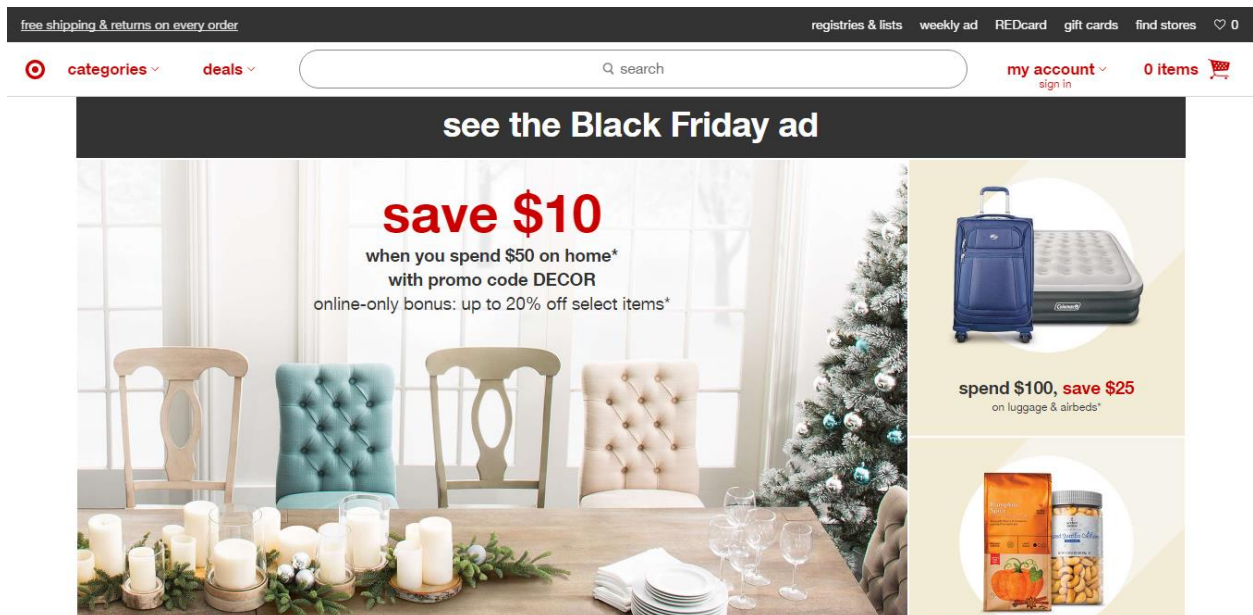 free shipping & returns on every order
registries & lists weekly ad REDcard gift cards find stores 0
categories deals search my account 0 items
sign in
see the Black Friday ad
save $10
when you spend $50 on home*
with promo code DECOR
online-only bonus: up to 20% off select items*
Coleman
spend $100, save $25
on luggage & airbeds*
Pumpkin
Spice